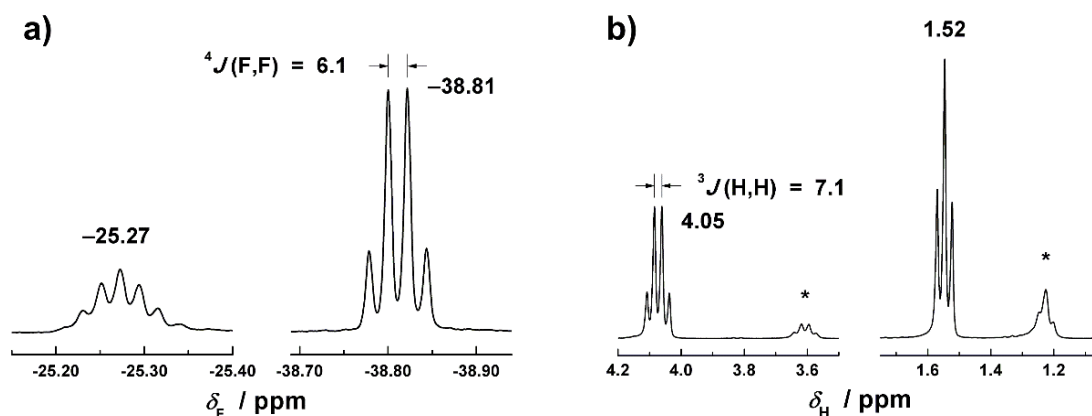 a)
⁴J(F,F) = 6.1
−38.81
−25.27
-25.20 -25.30 -25.40 -38.70 -38.80 -38.90
δF / ppm
b)
1.52
³J(H,H) = 7.1
4.05
*
*
4.2 4.0 3.8 3.6 1.6 1.4 1.2
δH / ppm